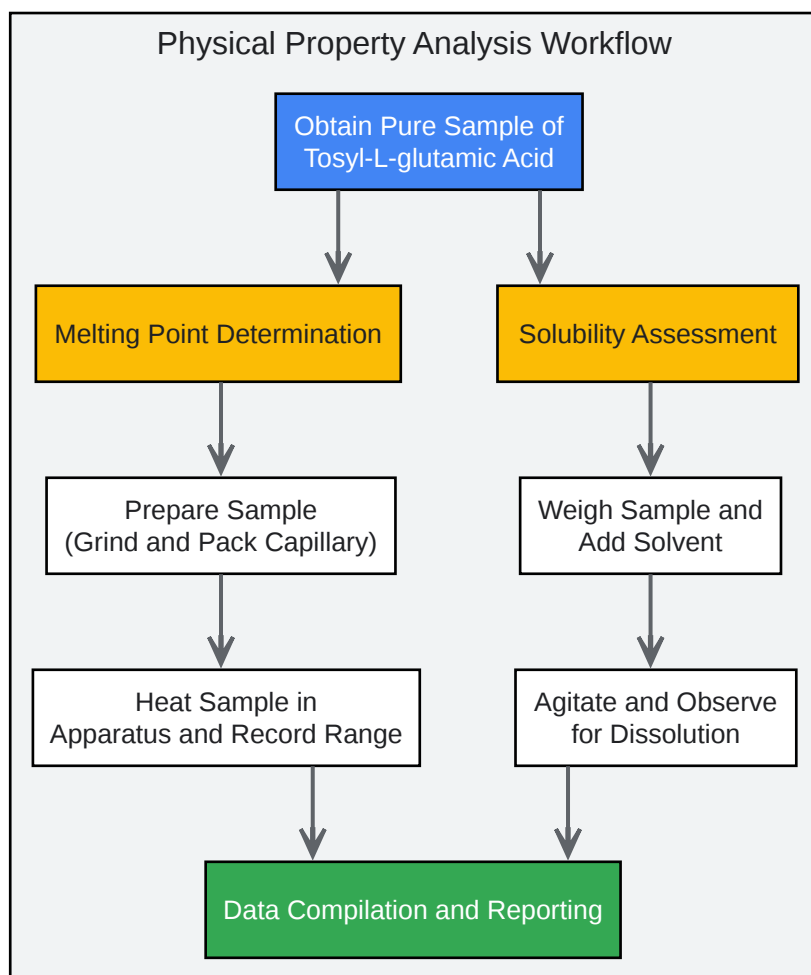 Physical Property Analysis Workflow
Obtain Pure Sample of
Tosyl-L-glutamic Acid
Melting Point Determination
Solubility Assessment
Prepare Sample
(Grind and Pack Capillary)
Weigh Sample and
Add Solvent
Heat Sample in
Apparatus and Record Range
Agitate and Observe
for Dissolution
Data Compilation and Reporting